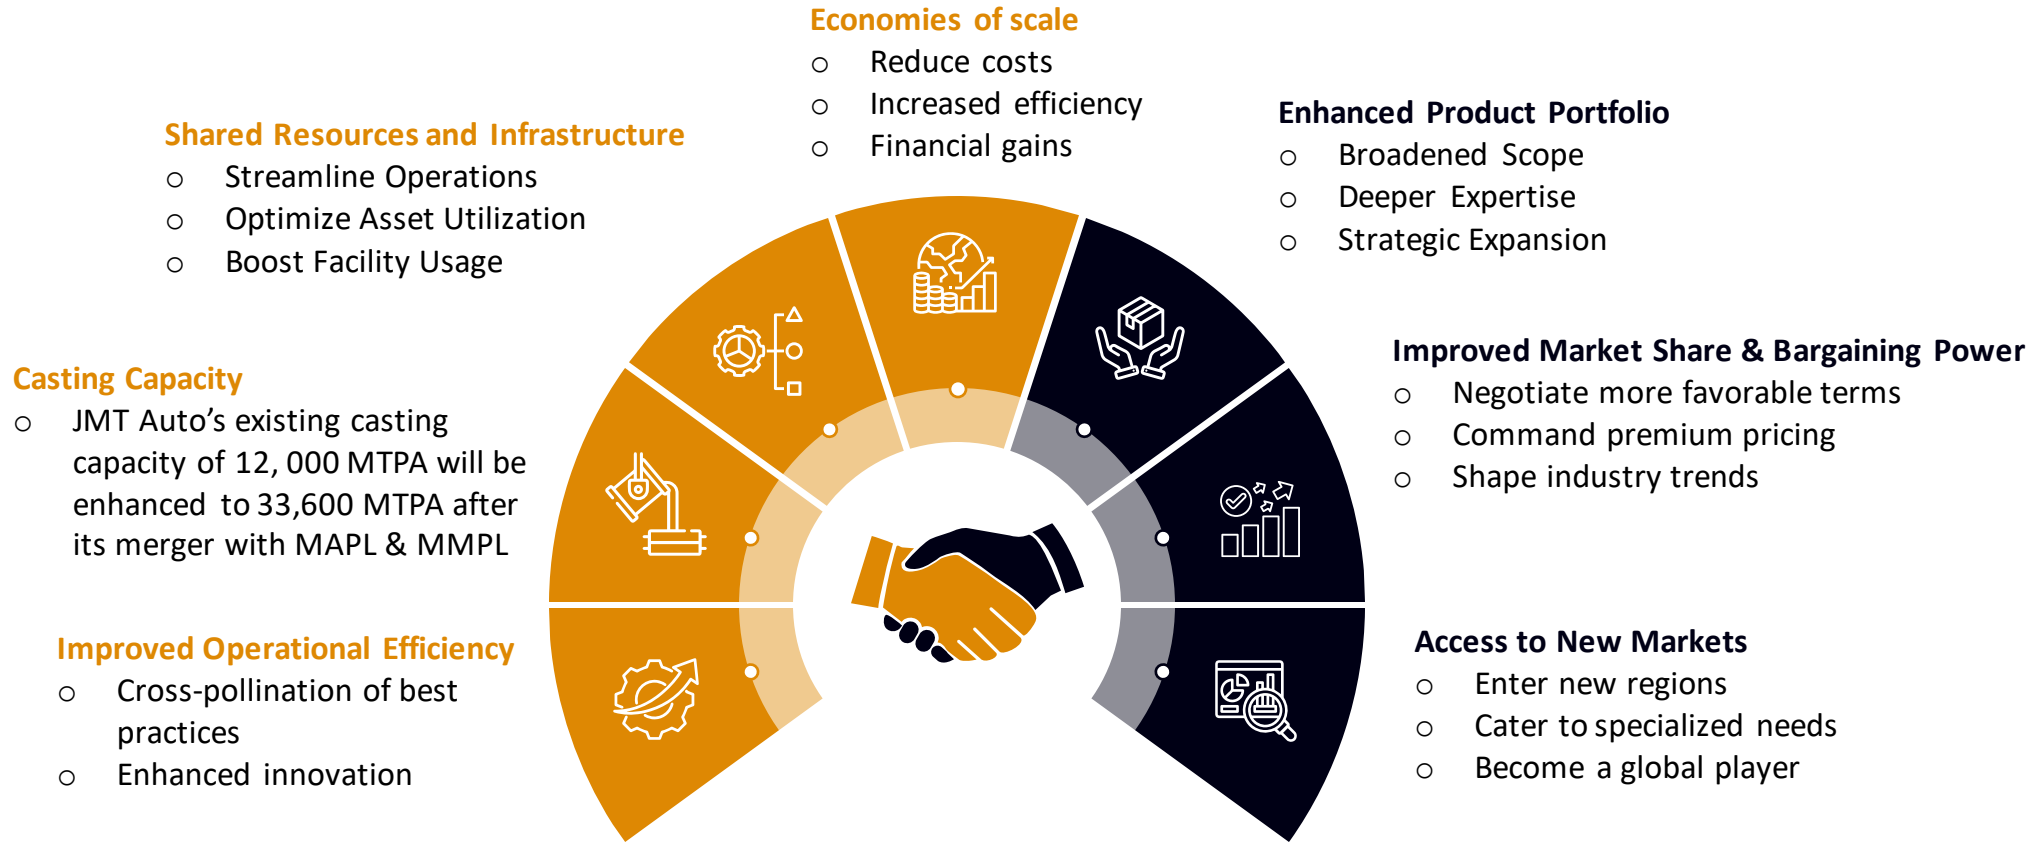 Economies of scale
o Reduce costs
o Increased efficiency
o Financial gains
Shared Resources and Infrastructure
o Streamline Operations
o Optimize Asset Utilization
o Boost Facility Usage
Casting Capacity
o JMT Auto’s existing casting
capacity of 12, 000 MTPA will be
enhanced to 33,600 MTPA after
its merger with MAPL & MMPL
Improved Operational Efficiency
o Cross-pollination of best
practices
o Enhanced innovation
Enhanced Product Portfolio
o Broadened Scope
o Deeper Expertise
o Strategic Expansion
Improved Market Share & Bargaining Power
o Negotiate more favorable terms
o Command premium pricing
o Shape industry trends
Access to New Markets
o Enter new regions
o Cater to specialized needs
o Become a global player